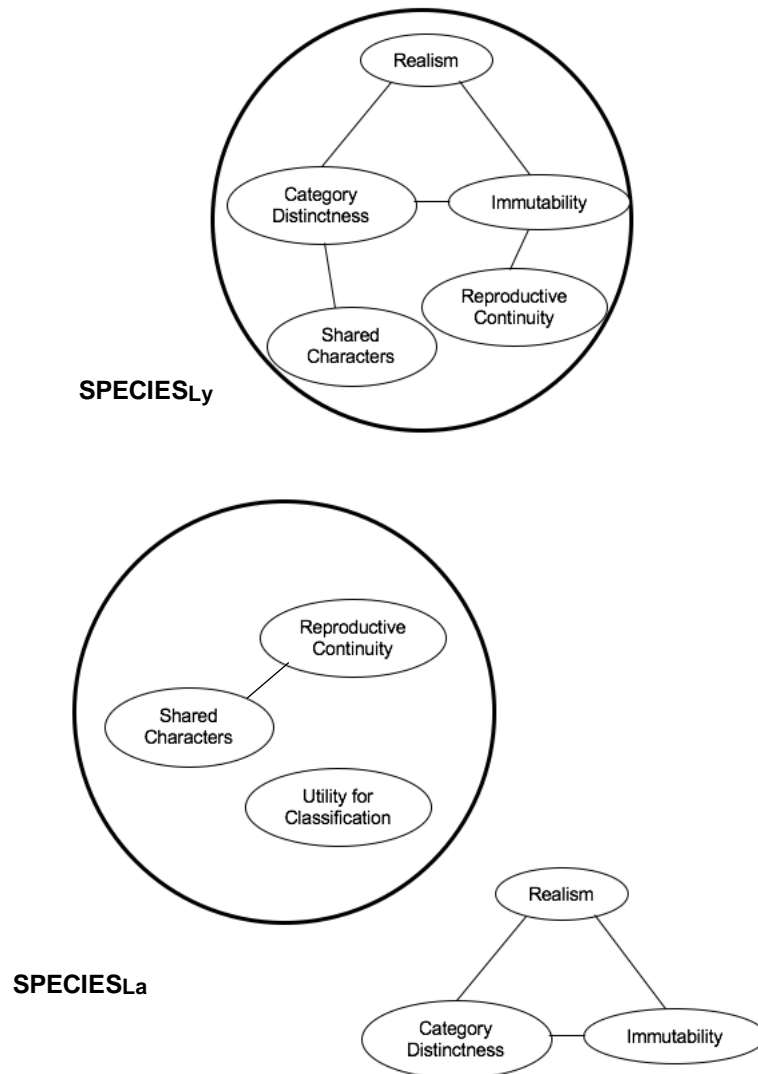 Realism
Category
Distinctness
Immutability
Reproductive
Continuity
Shared
Characters
SPECIESLy
Reproductive
Continuity
Shared
Characters
Utility for
Classification
Realism
SPECIESLa
Category
Distinctness
Immutability